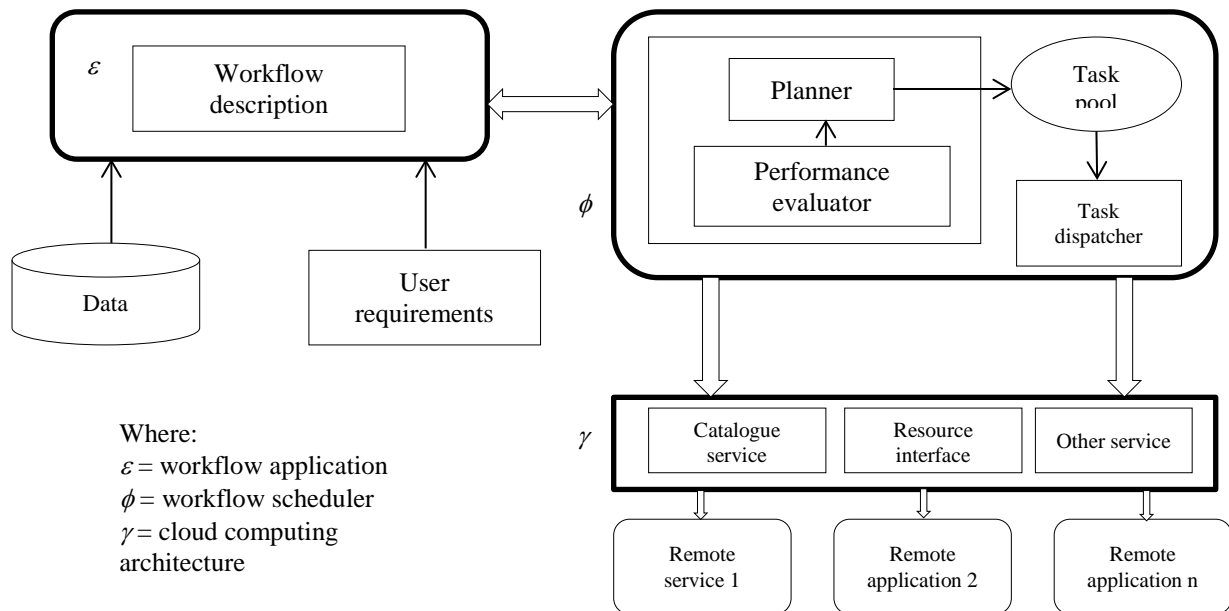 ε
Workflow
description
Data
User
requirements
Where:
ε = workflow application
ϕ = workflow scheduler
γ = cloud computing
architecture
ϕ
Planner
Performance
evaluator
Task
pool
Task
dispatcher
γ
Catalogue
service
Resource
interface
Other service
Remote
service 1
Remote
application 2
Remote
application n